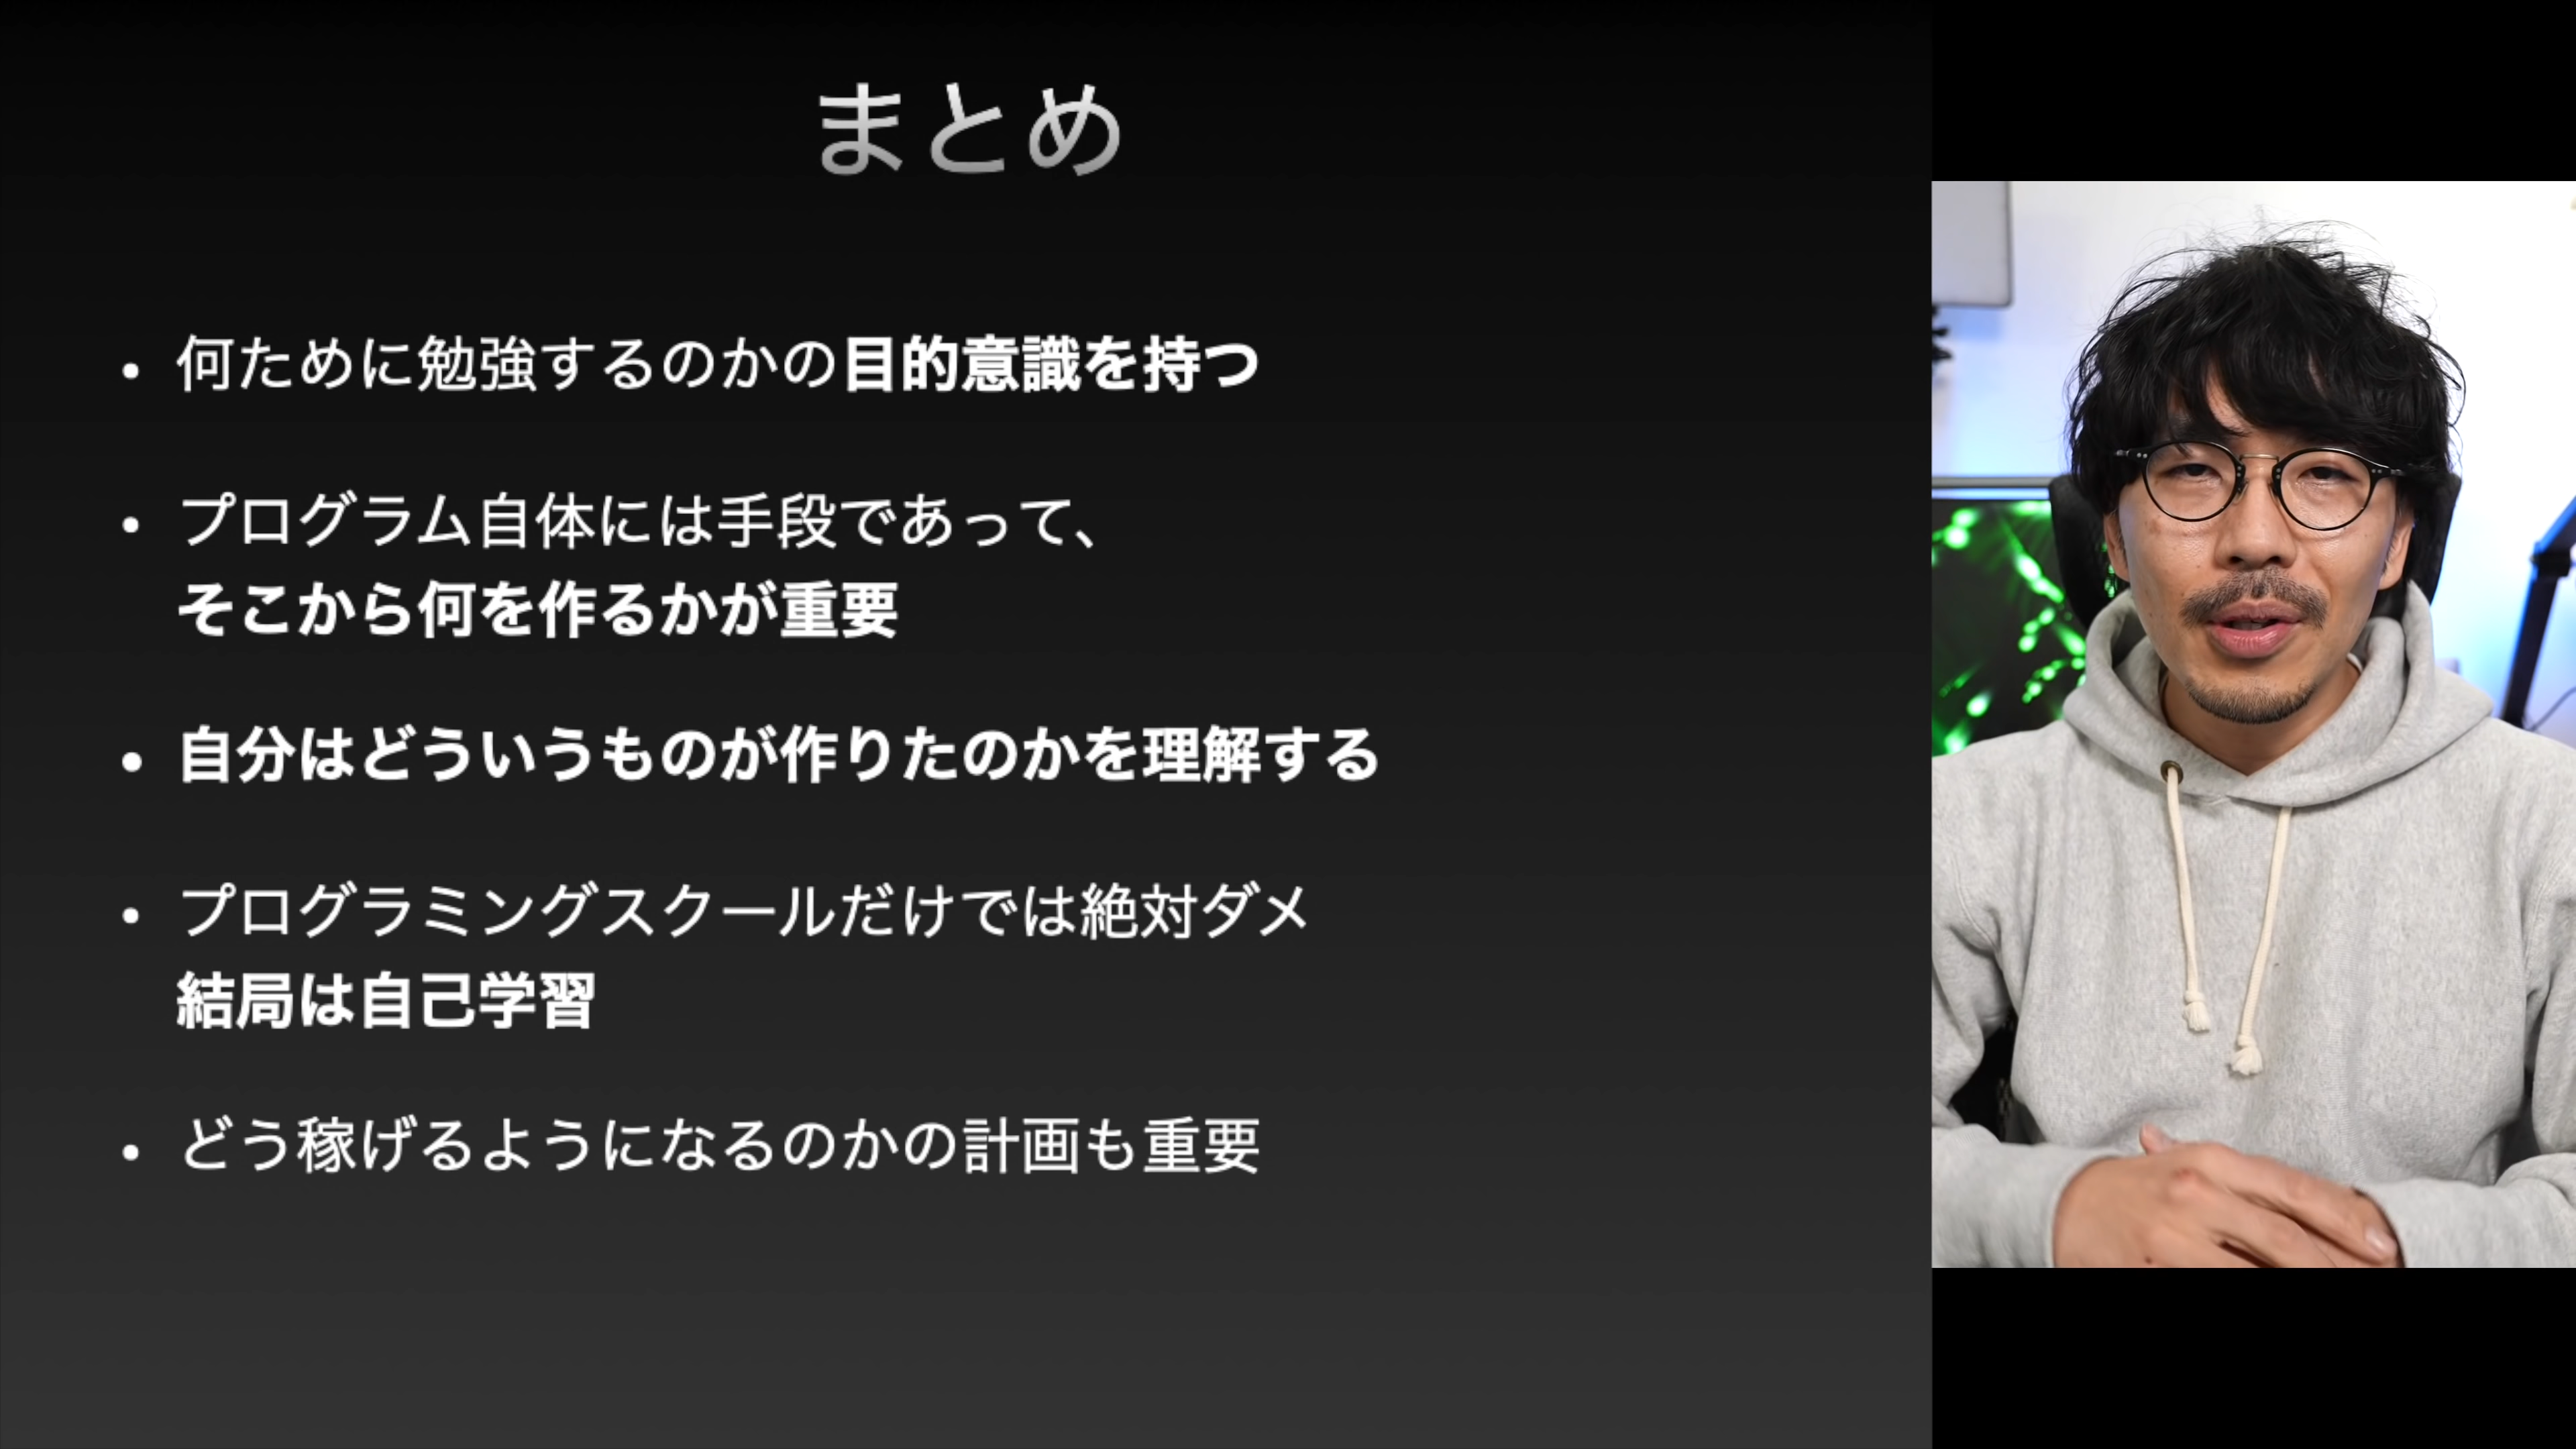 まとめ
何ために勉強するのかの目的意識を持つ
プログラム自体には手段であって、
そこから何を作るかが重要
自分はどういうものが作りたのかを理解する
プログラミングスクールだけでは絶対ダメ
結局は自己学習
どう稼げるようになるのかの計画も重要